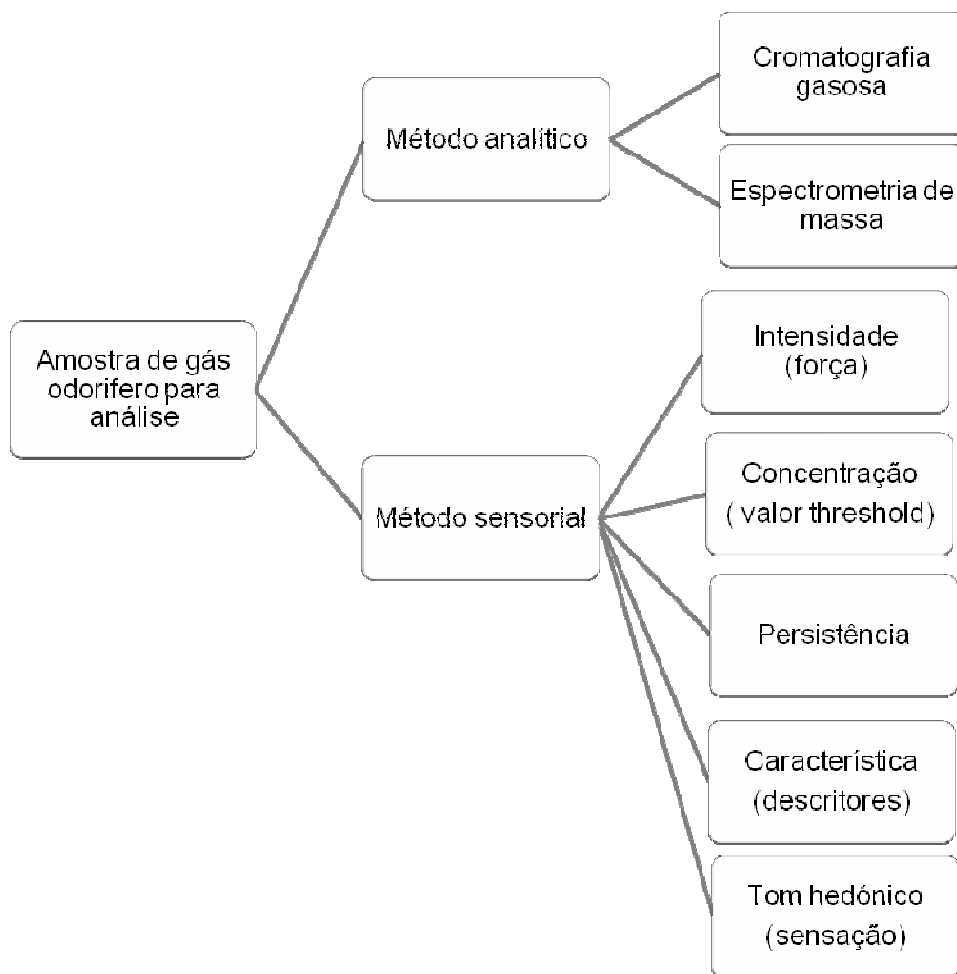 Cromatografia
gasosa
Método analítico
Espectrometria de
massa
Amostra de gás
odorifero para
análise
Intensidade
(força)
Concentração
( valor threshold)
Método sensorial
Persistência
Característica
(descritores)
Tom hedónico
(sensação)